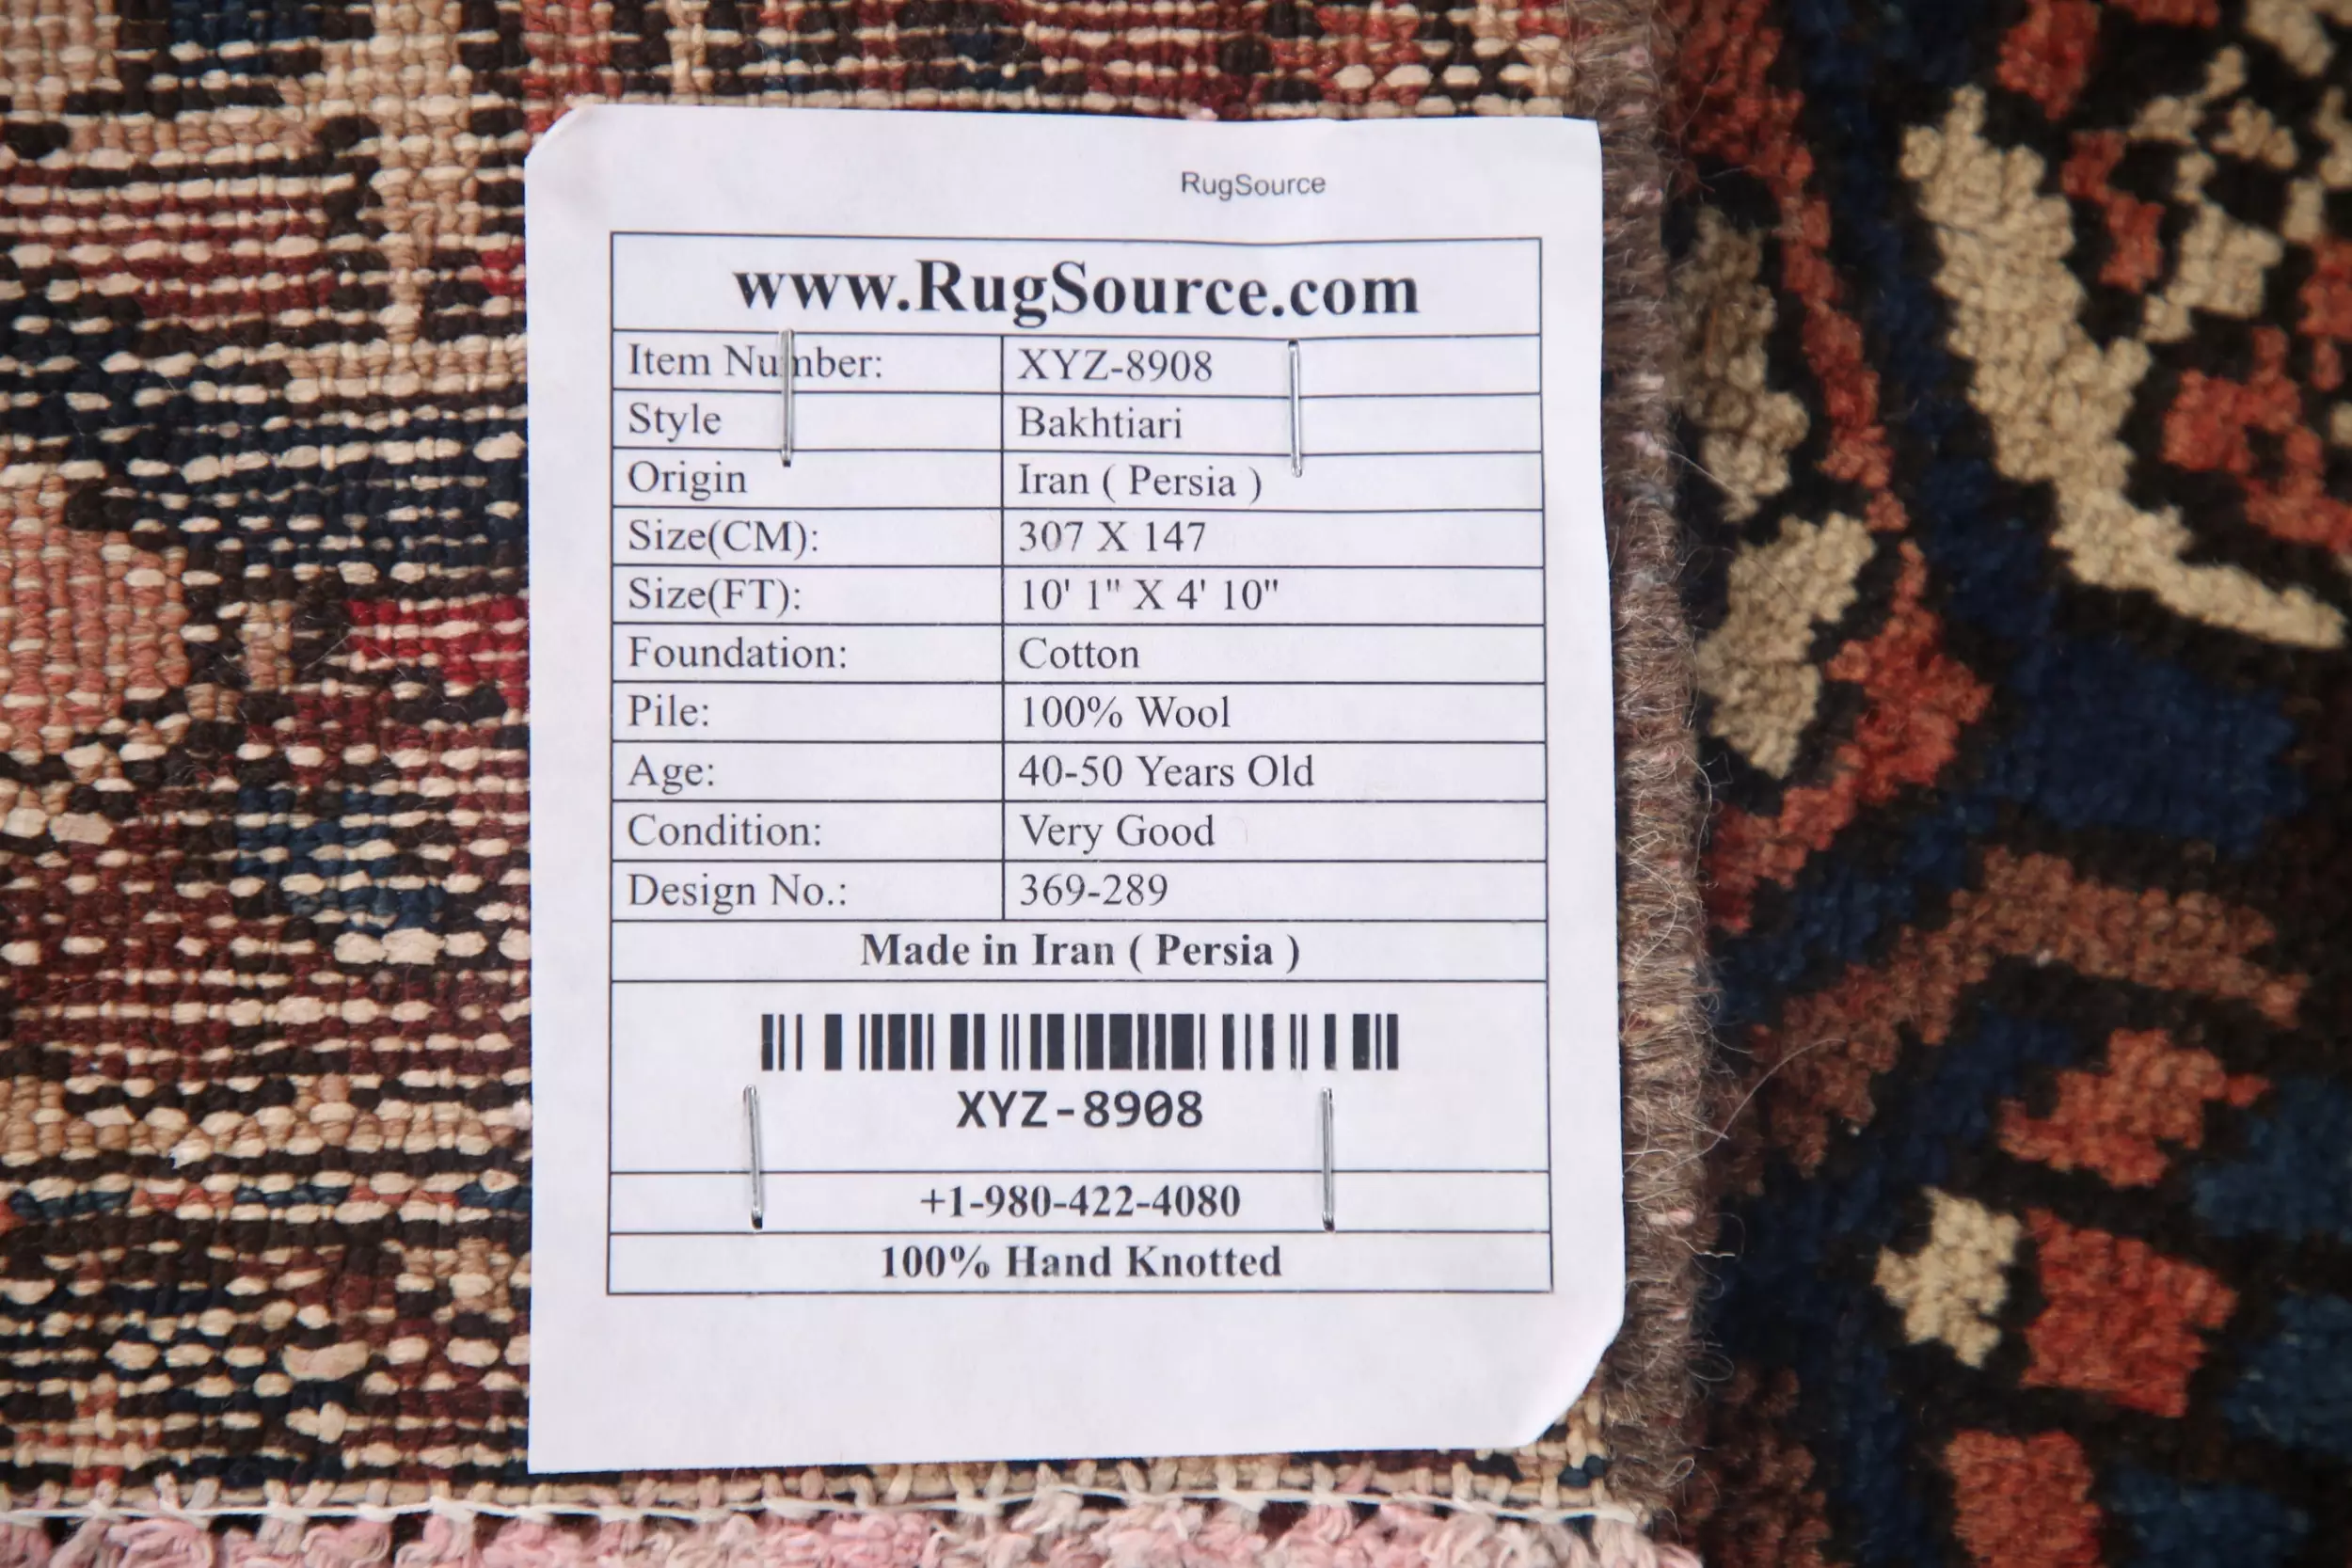 RugSource
www.RugSource.com
Item Number: XYZ-8908
Style Bakhtiari
Origin Iran ( Persia )
Size(CM): 307 X 147
Size(FT): 10' 1" X 4' 10"
Foundation: Cotton
Pile: 100% Wool
Age: 40-50 Years Old
Condition: Very Good
Design No.: 369-289
Made in Iran ( Persia )
XYZ-8908
+1-980-422-4080
100% Hand Knotted